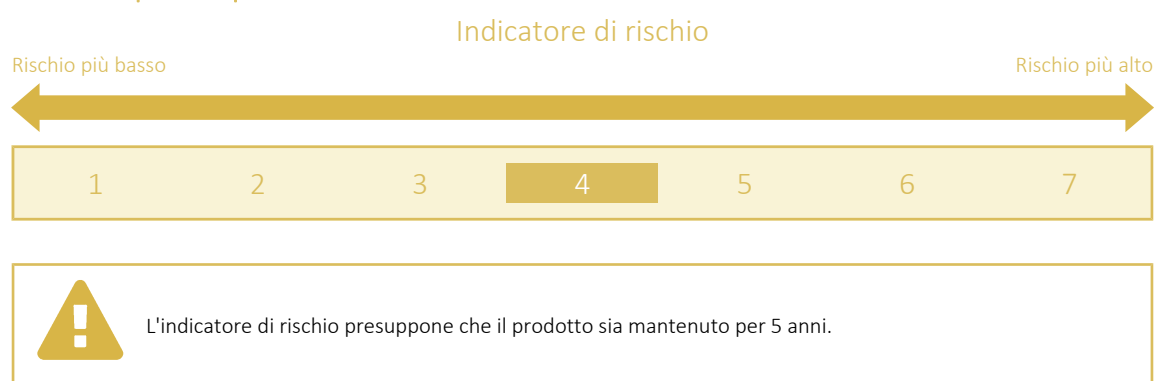 Indicatore di rischio
Rischio più basso
Rischio più alto
1 2 3 4 5 6 7
L'indicatore di rischio presuppone che il prodotto sia mantenuto per 5 anni.